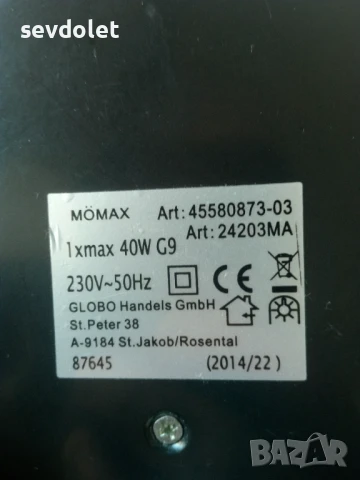 sevdolet
MÖMAX Art: 45580873-03
Art: 24203MA
1xmax 40W G9
230V~50Hz
GLOBO Handels GmbH
St.Peter 38
A-9184 St.Jakob/Rosental
87645 (2014/22)
BAZAR